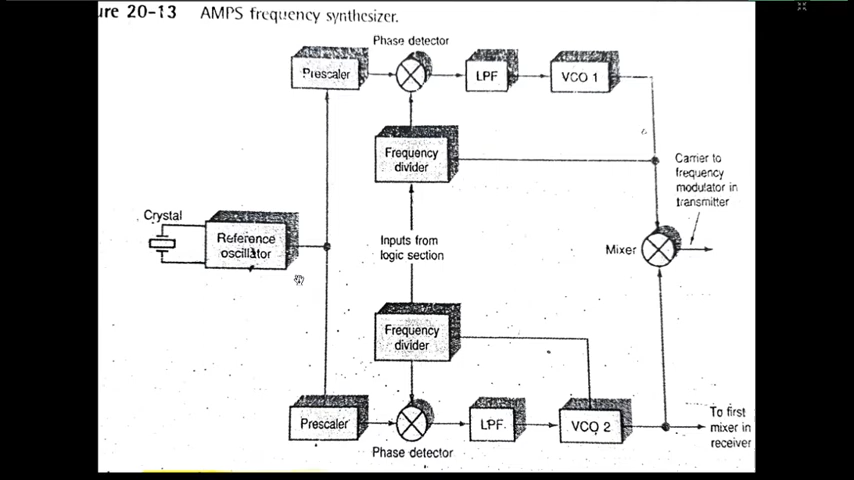 ure 20–13 AMPS frequency synthesizer.
Phase detector
Prescaler
LPF
VCO 1
Frequency
divider
Carrier to
frequency
modulator in
transmitter
Crystal
Reference
oscillator
Inputs from
logic section
Mixer
Frequency
divider
Prescaler
LPF
VCO 2
To first
mixer in
receiver
Phase detector